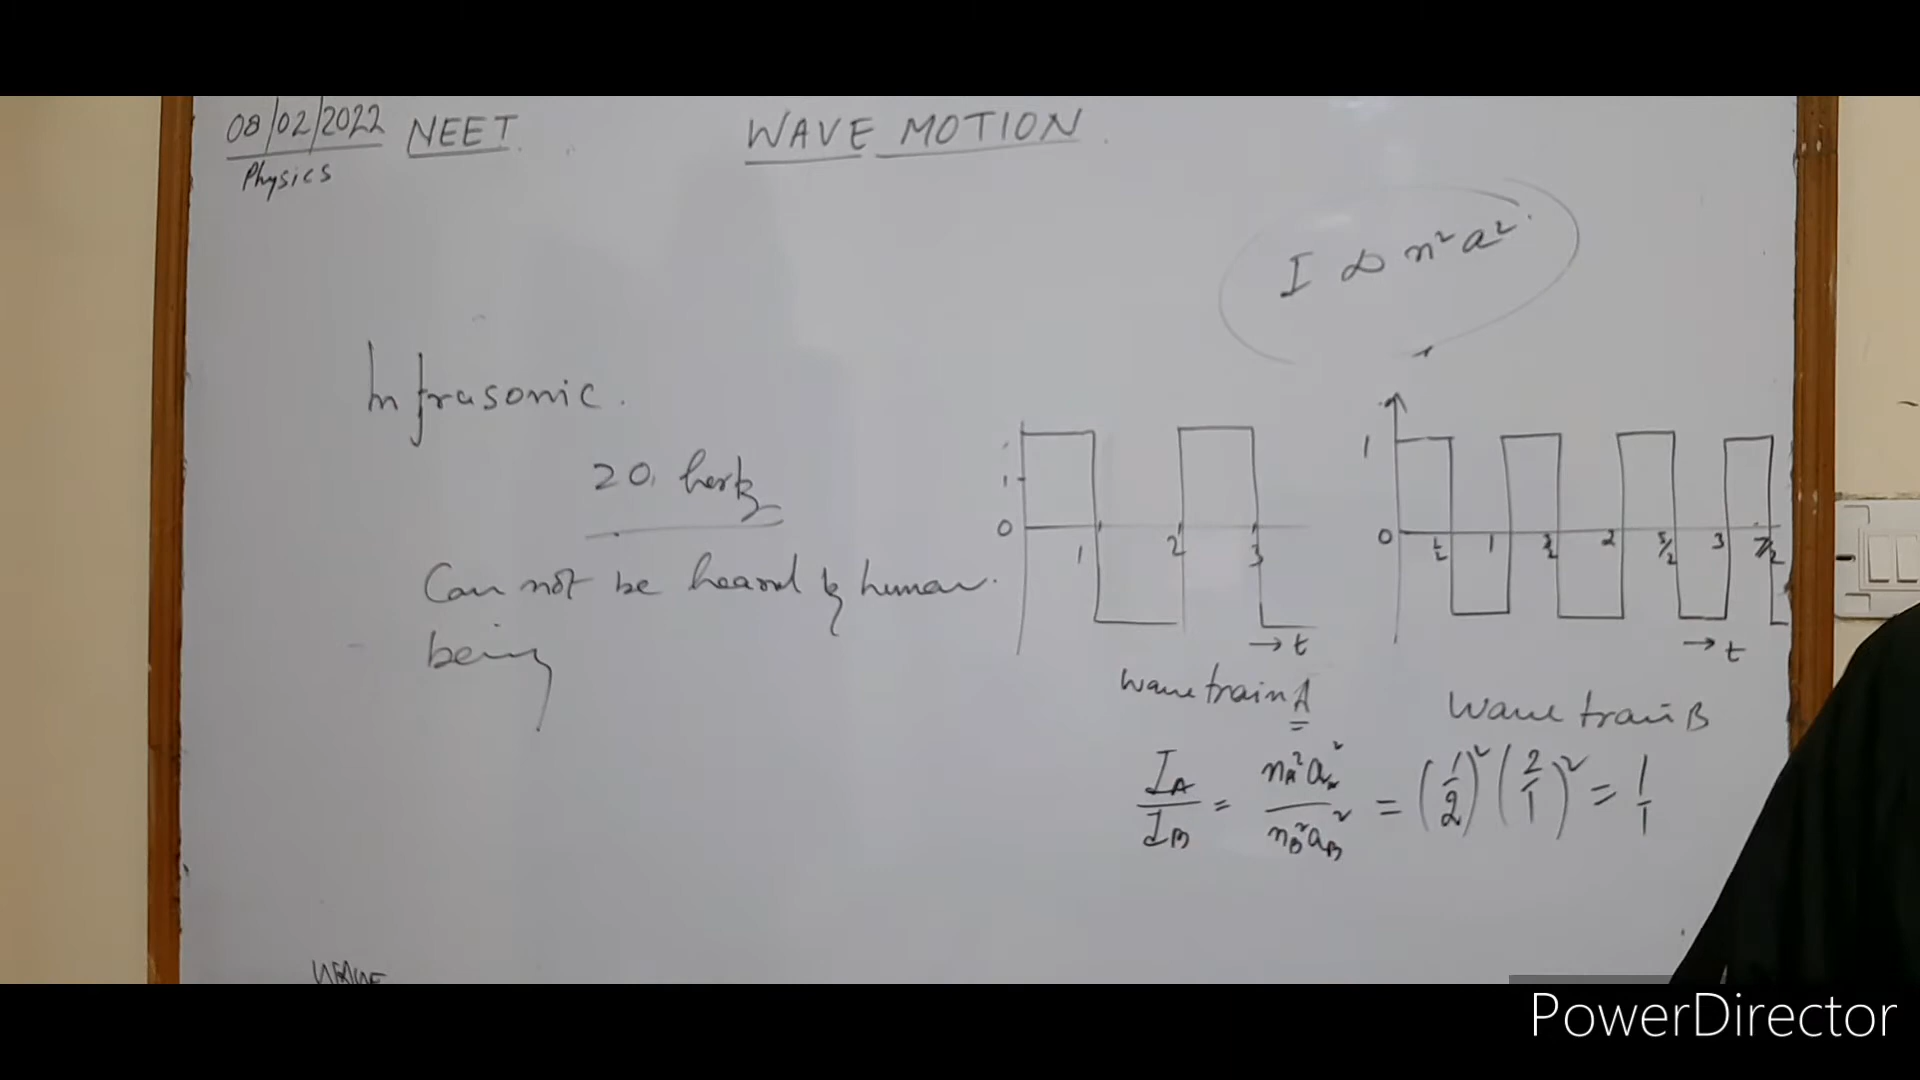 08/02/2022 NEET
Physics
WAVE MOTION
I ∝ n²a²
Infrasonic.
20 hertz
Can not be heard by human
being
1
0
1 2 3
→ t
wave train A
1
0
1/2 1 3/2 2 5/2 3 7/2
→ t
Wave train B
I_A/I_B = n_A²a_A²/n_B²a_B² = (1/2)² (2/1)² = 1/1
PowerDirector